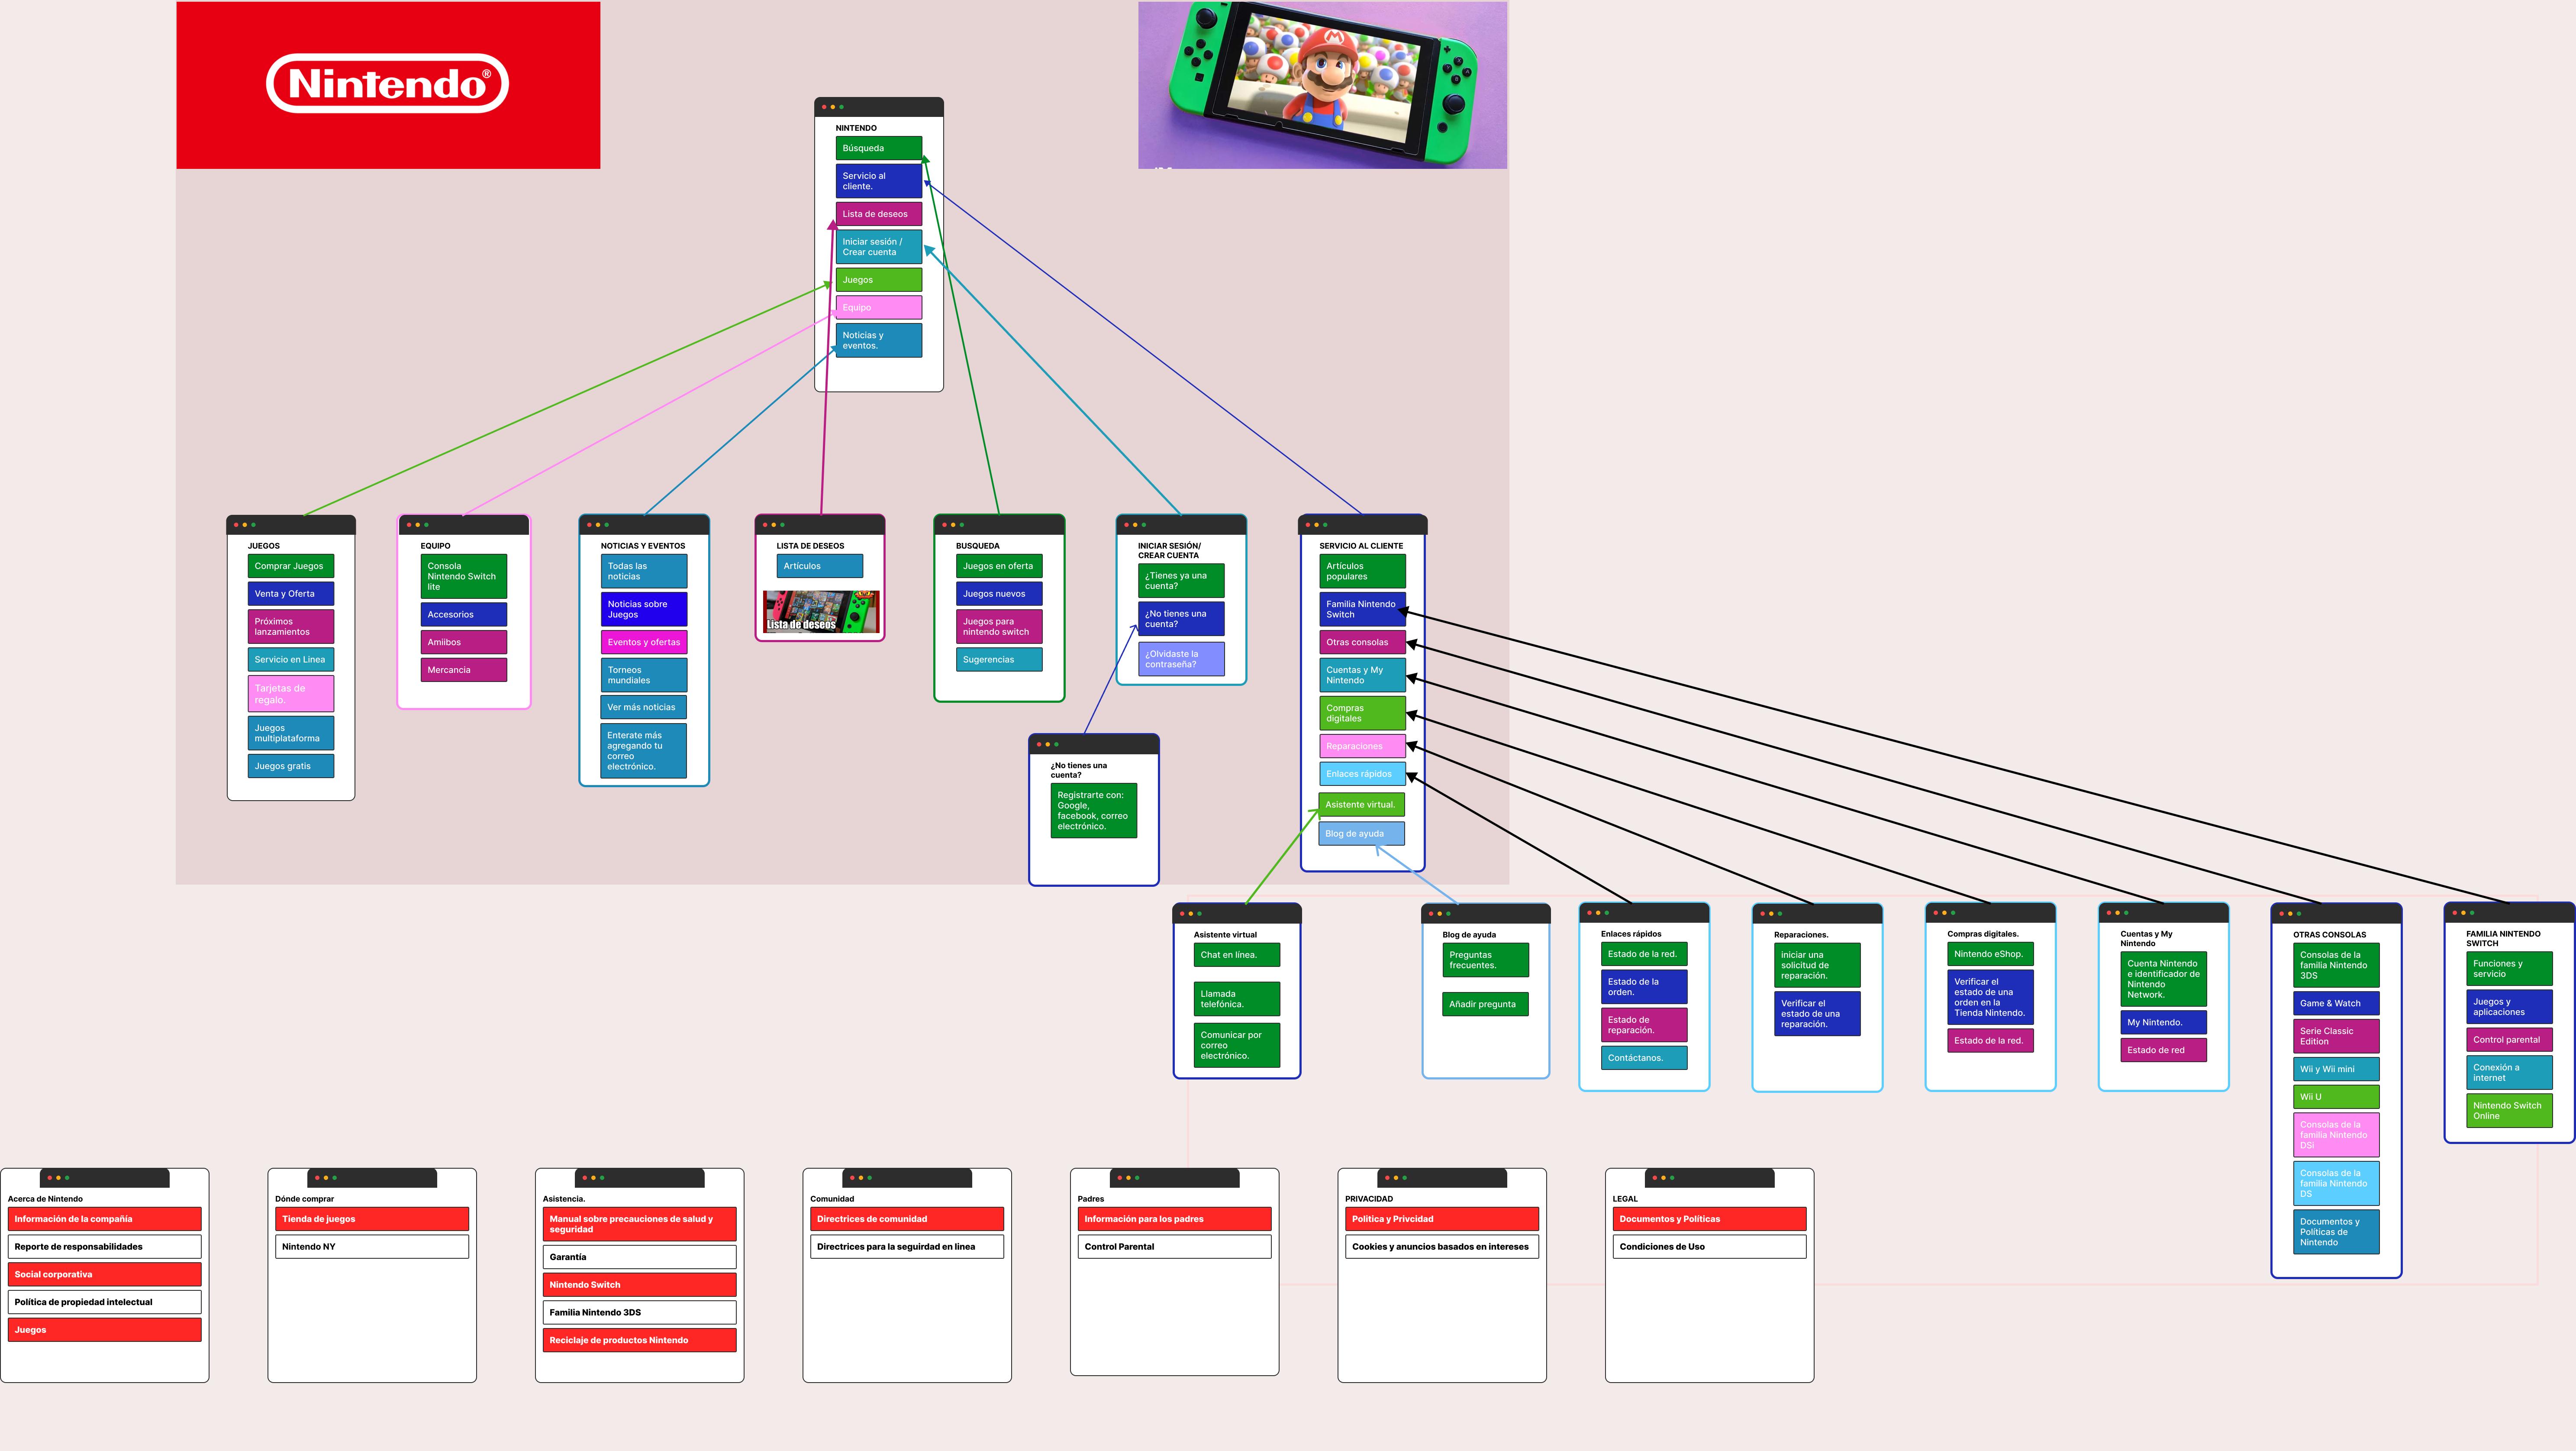 Nintendo®
NINTENDO
Búsqueda
Servicio al
cliente.
Lista de deseos
Iniciar sesión /
Crear cuenta
Juegos
Equipo
Noticias y
eventos.
JUEGOS
Comprar Juegos
Venta y Oferta
Próximos
lanzamientos
Servicio en Linea
Tarjetas de
regalo.
Juegos
multiplataforma
Juegos gratis
EQUIPO
Consola
Nintendo Switch
lite
Accesorios
Amiibos
Mercancia
NOTICIAS Y EVENTOS
Todas las
noticias
Noticias sobre
Juegos
Eventos y ofertas
Torneos
mundiales
Ver más noticias
Enterate más
agregando tu
correo
electrónico.
LISTA DE DESEOS
Artículos
Lista de deseos
BUSQUEDA
Juegos en oferta
Juegos nuevos
Juegos para
nintendo switch
Sugerencias
INICIAR SESIÓN/
CREAR CUENTA
¿Tienes ya una
cuenta?
¿No tienes una
cuenta?
¿Olvidaste la
contraseña?
¿No tienes una
cuenta?
Registrarte con:
Google,
facebook, correo
electrónico.
SERVICIO AL CLIENTE
Artículos
populares
Familia Nintendo
Switch
Otras consolas
Cuentas y My
Nintendo
Compras
digitales
Reparaciones
Enlaces rápidos
Asistente virtual.
Blog de ayuda
Asistente virtual
Chat en línea.
Llamada
telefónica.
Comunicar por
correo
electrónico.
Blog de ayuda
Preguntas
frecuentes.
Añadir pregunta
Enlaces rápidos
Estado de la red.
Estado de la
orden.
Estado de
reparación.
Contáctanos.
Reparaciones.
iniciar una
solicitud de
reparación.
Verificar el
estado de una
reparación.
Compras digitales.
Nintendo eShop.
Verificar el
estado de una
orden en la
Tienda Nintendo.
Estado de la red.
Cuentas y My
Nintendo
Cuenta Nintendo
e identificador de
Nintendo
Network.
My Nintendo.
Estado de red
OTRAS CONSOLAS
Consolas de la
familia Nintendo
3DS
Game & Watch
Serie Classic
Edition
Wii y Wii mini
Wii U
Consolas de la
familia Nintendo
DSi
Consolas de la
familia Nintendo
DS
Documentos y
Políticas de
Nintendo
FAMILIA NINTENDO
SWITCH
Funciones y
servicio
Juegos y
aplicaciones
Control parental
Conexión a
internet
Nintendo Switch
Online
Acerca de Nintendo
Información de la compañía
Reporte de responsabilidades
Social corporativa
Política de propiedad intelectual
Juegos
Dónde comprar
Tienda de juegos
Nintendo NY
Asistencia.
Manual sobre precauciones de salud y
seguridad
Garantía
Nintendo Switch
Familia Nintendo 3DS
Reciclaje de productos Nintendo
Comunidad
Directrices de comunidad
Directrices para la seguirdad en linea
Padres
Información para los padres
Control Parental
PRIVACIDAD
Politica y Privcidad
Cookies y anuncios basados en intereses
LEGAL
Documentos y Políticas
Condiciones de Uso